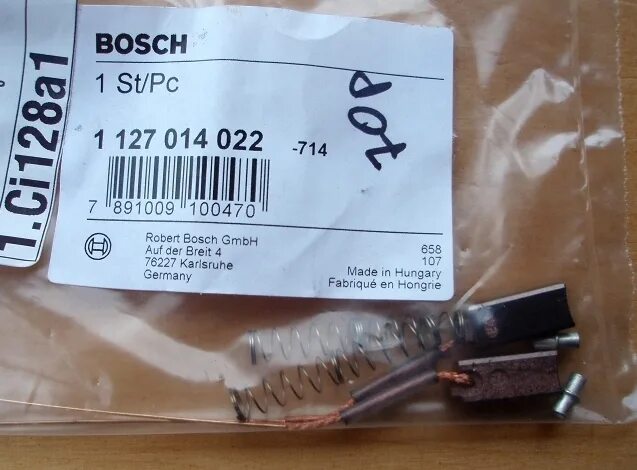 BOSCH
1 St/Pc
1 127 014 022 -714
7 891009 100470
Robert Bosch GmbH
Auf der Breit 4
76227 Karlsruhe
Germany
658
107
Made in Hungary
Fabriqué en Hongrie
1.Ci128a1